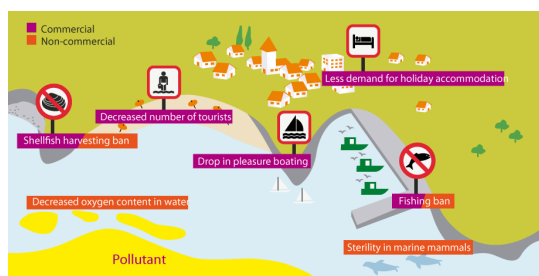 Commercial
Non-commercial
Less demand for holiday accommodation
Decreased number of tourists
Shellfish harvesting ban
Drop in pleasure boating
Decreased oxygen content in water
Fishing ban
Sterility in marine mammals
Pollutant